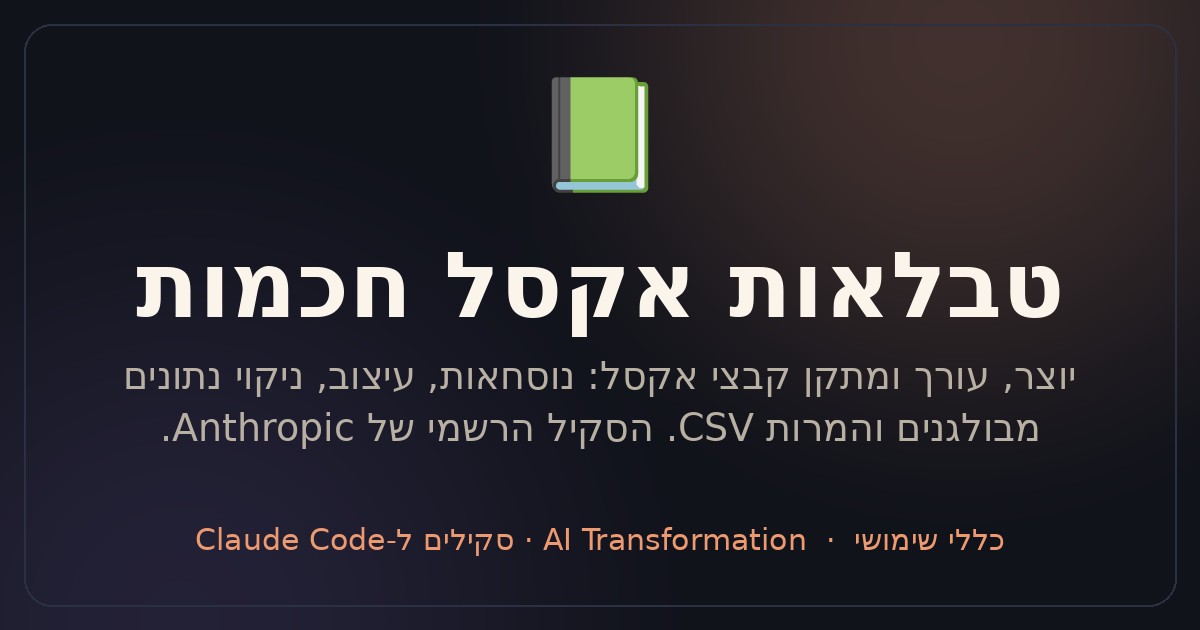 טבלאות אקסל חכמות
יוצר, עורך ומתקן קבצי אקסל: נוסחאות, עיצוב, ניקוי נתונים
מבולגנים והמרות CSV. הסקיל הרשמי של Anthropic.
כללי שימושי · AI Transformation · סקילים ל-Claude Code